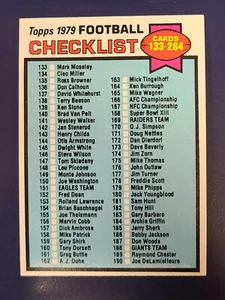 Topps 1979 FOOTBALL
CHECKLIST
CARDS
133-264
133 Mark Moseley
134 Cleo Miller
135 Ross Browner
136 Don Calhoun
137 David Whitehurst
138 Terry Beeson
139 Ken Stone
140 Brad Van Pelt
141 Wesley Walker
142 Jan Stenerud
143 Henry Childs
144 Otis Armstrong
145 Dwight White
146 Steve Wilson
147 Tom Skladany
148 Joe Piccone
149 Monte Johnson
150 Joe Washington
151 EAGLES TEAM
152 Fred Dean
153 Rolland Lawrence
154 Brian Baschnagel
155 Joe Theismann
156 Marvin Cobb
157 Dick Ambrose
158 Mike Patrick
159 Gary Shirk
160 Tony Dorsett
161 Greg Buttle
162 A.J. Duhe
163 Mick Tingelhoff
164 Ken Burrough
165 Mike Wagner
166 AFC Championship
167 NFC Championship
168 Super Bowl XIII
169 RAIDERS TEAM
170 O.J. Simpson
171 Doug Nettles
172 Dan Dierdorf
173 Dave Beverly
174 Jim Zorn
175 Mike Thomas
176 John Outlaw
177 Jim Turner
178 Freddie Scott
179 Mike Phipps
180 Jack Youngblood
181 Sam Hunt
182 Tony Hill
183 Gary Barbaro
184 Archie Griffin
185 Jerry Sherk
186 Bobby Jackson
187 Don Woods
188 GIANTS TEAM
189 Raymond Chester
190 Joe DeLamielleure